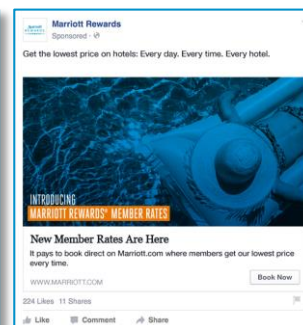 Marriott
REWARDS
Marriott Rewards
Sponsored ·
Get the lowest price on hotels: Every day. Every time. Every hotel.
INTRODUCING
MARRIOTT REWARDS® MEMBER RATES
New Member Rates Are Here
It pays to book direct on Marriott.com where members get our lowest price
every time.
WWW.MARRIOTT.COM
Book Now
224 Likes 11 Shares
Like Comment Share